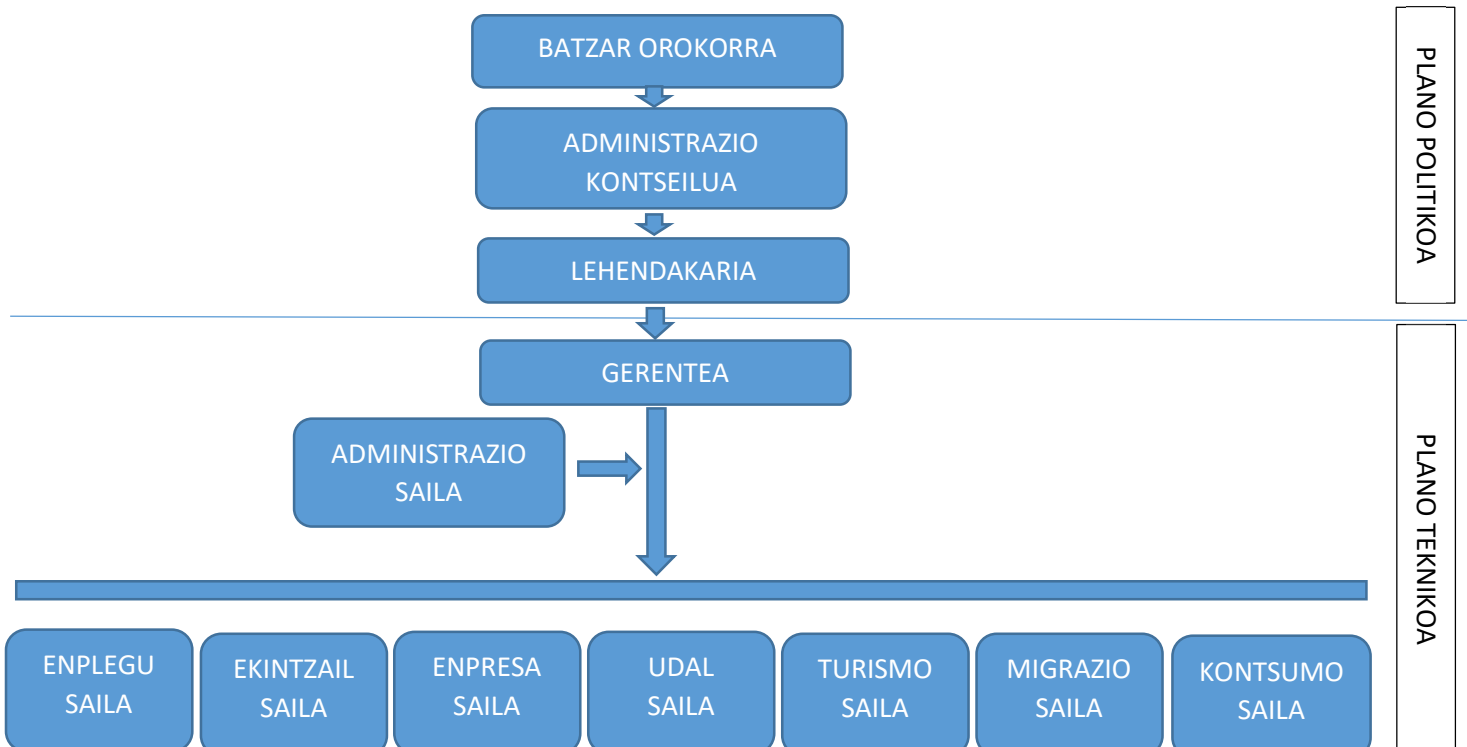 BATZAR OROKORRA
ADMINISTRAZIO
KONTSEILUA
LEHENDAKARIA
PLANO POLITIKOA
GERENTEA
ADMINISTRAZIO
SAILA
PLANO TEKNIKOA
ENPLEGU
SAILA
EKINTZAIL
SAILA
ENPRESA
SAILA
UDAL
SAILA
TURISMO
SAILA
MIGRAZIO
SAILA
KONTSUMO
SAILA